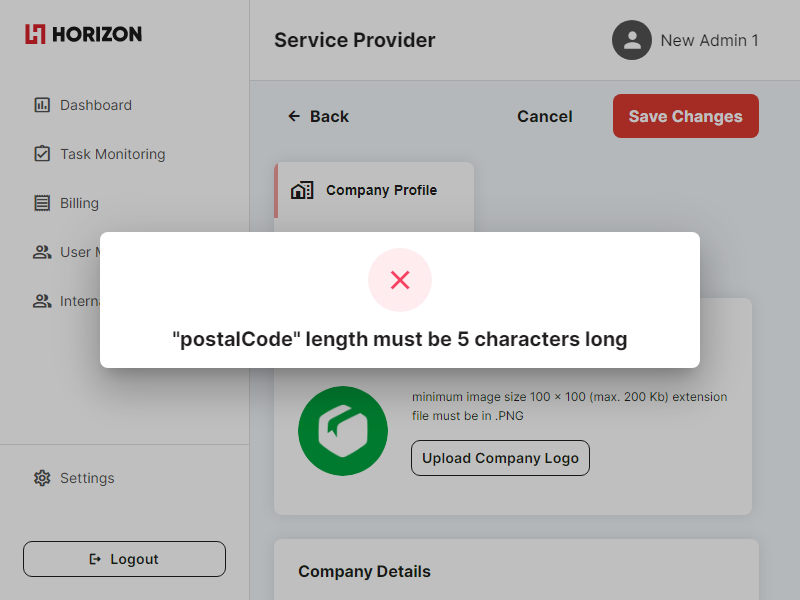 HORIZON
Service Provider
New Admin 1
Dashboard
Task Monitoring
Billing
User M
Interna
Settings
Logout
Back
Cancel
Save Changes
Company Profile
"postalCode" length must be 5 characters long
minimum image size 100 × 100 (max. 200 Kb) extension
file must be in .PNG
Upload Company Logo
Company Details